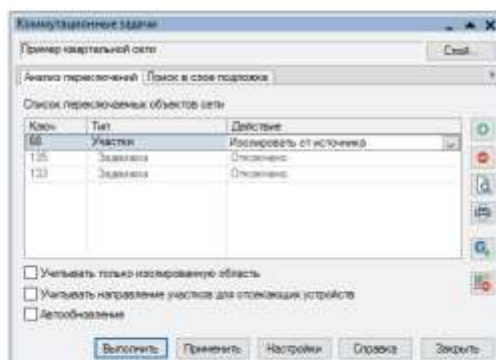 Коммутационные задачи
Пример квартальной сети
Слой...
Анализ переключений
Поиск в слое подложке
Список переключаемых объектов сети
Ключ Тип Действие
68 Участки Изолировать от источника
135 Задвижка Отключено
133 Задвижка Отключено
Учитывать только изолированную область
Учитывать направление участков для отсекающих устройств
Автообновление
Выполнить Применить Настройки Справка Закрыть